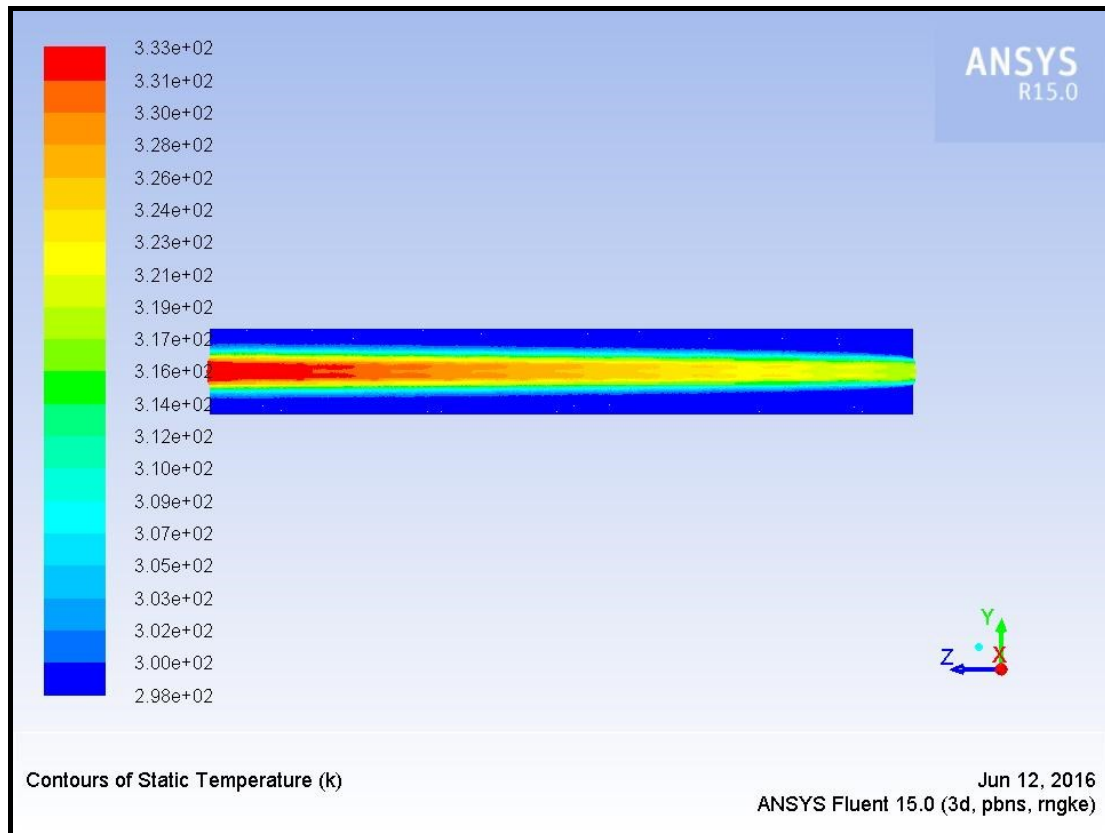 3.33e+02
3.31e+02
3.30e+02
3.28e+02
3.26e+02
3.24e+02
3.23e+02
3.21e+02
3.19e+02
3.17e+02
3.16e+02
3.14e+02
3.12e+02
3.10e+02
3.09e+02
3.07e+02
3.05e+02
3.03e+02
3.02e+02
3.00e+02
2.98e+02
ANSYS
R15.0
Y
Z X
Contours of Static Temperature (k)
Jun 12, 2016
ANSYS Fluent 15.0 (3d, pbns, rngke)